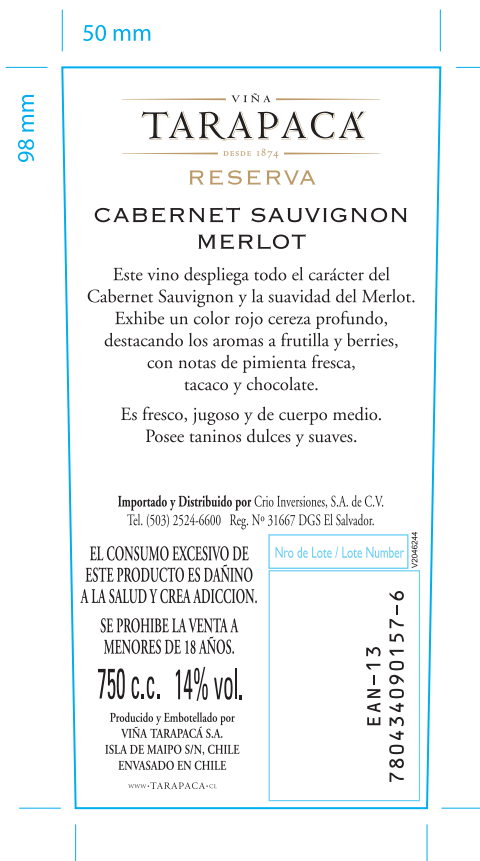 50 mm
98 mm
VIÑA
TARAPACÁ
DESDE 1874
RESERVA
CABERNET SAUVIGNON
MERLOT
Este vino despliega todo el carácter del
Cabernet Sauvignon y la suavidad del Merlot.
Exhibe un color rojo cereza profundo,
destacando los aromas a frutilla y berries,
con notas de pimienta fresca,
tacaco y chocolate.
Es fresco, jugoso y de cuerpo medio.
Posee taninos dulces y suaves.
Importado y Distribuido por Crio Inversiones, S.A. de C.V.
Tel. (503) 2524-6600 Reg. Nº 31667 DGS El Salvador.
EL CONSUMO EXCESIVO DE
ESTE PRODUCTO ES DAÑINO
A LA SALUD Y CREA ADICCION.
SE PROHIBE LA VENTA A
MENORES DE 18 AÑOS.
750 c.c. 14% vol.
Producido y Embotellado por
VIÑA TARAPACÁ S.A.
ISLA DE MAIPO S/N, CHILE
ENVASADO EN CHILE
WWW•TARAPACA•CL
Nro de Lote / Lote Number
V2046244
EAN-13
780434090157-6